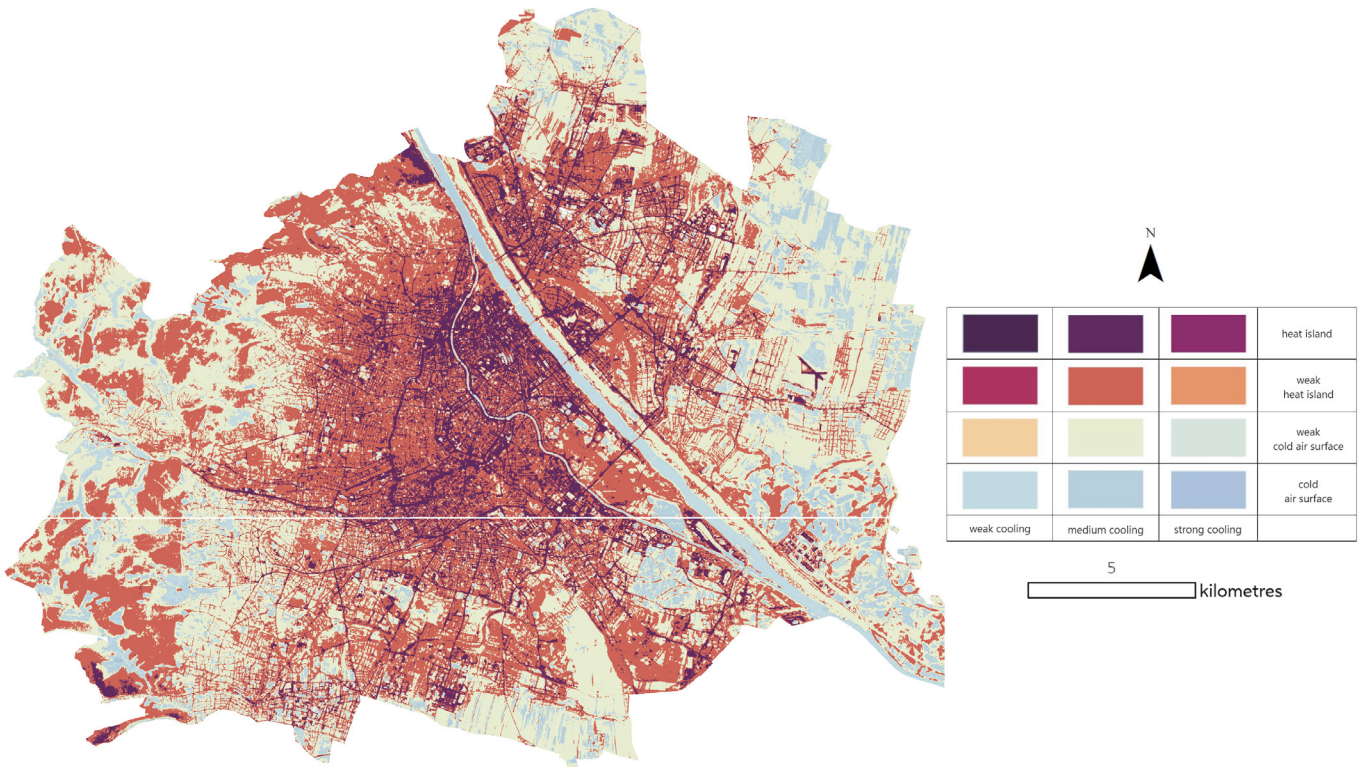 N
heat island
weak
heat island
weak
cold air surface
cold
air surface
weak cooling medium cooling strong cooling
5
kilometres